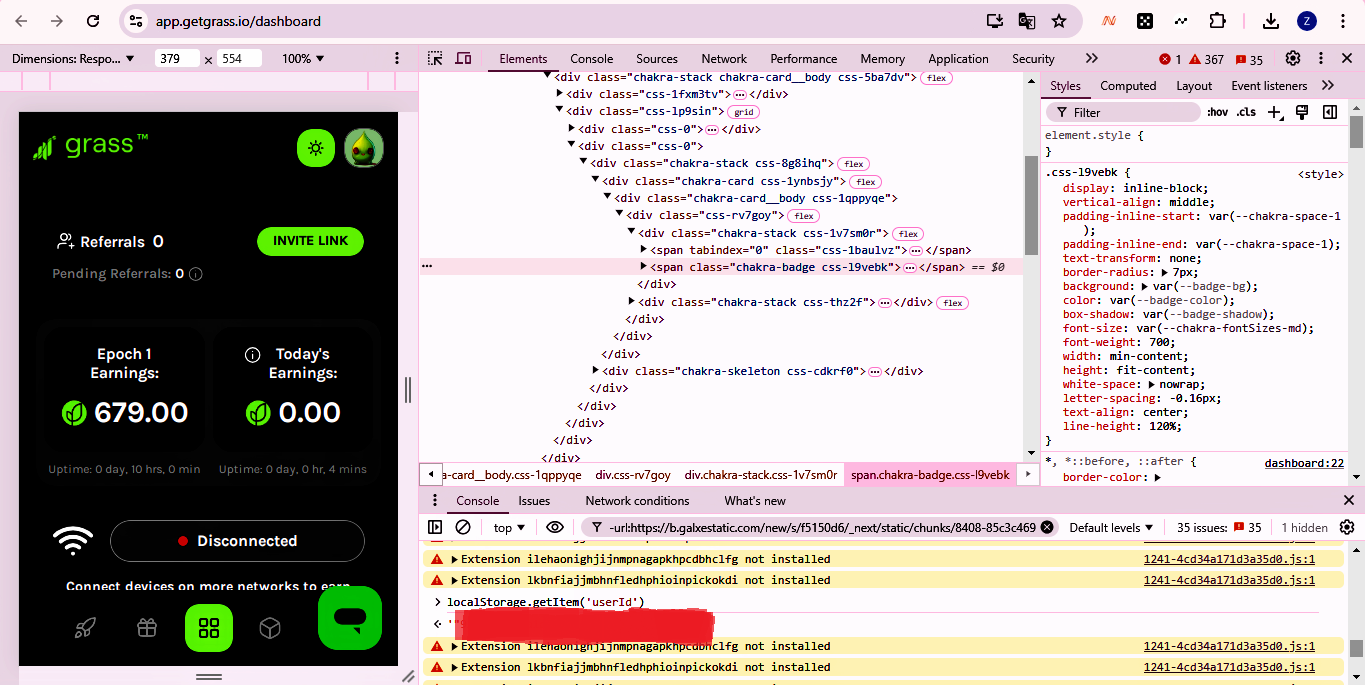 app.getgrass.io/dashboard
Z
Dimensions: Respo... 379 × 554 100%
Elements Console Sources Network Performance Memory Application Security 1 367 35
grass™
Referrals 0
INVITE LINK
Pending Referrals: 0
Epoch 1
Earnings:
679.00
Uptime: 0 day, 10 hrs, 0 min
Today's
Earnings:
0.00
Uptime: 0 day, 0 hr, 4 mins
Disconnected
Connect devices on more networks to earn
<div class="chakra-stack chakra-card__body css-5ba7dv"> flex
<div class="css-1fxm3tv"> … </div>
<div class="css-lp9sin"> grid
<div class="css-0"> … </div>
<div class="css-0">
<div class="chakra-stack css-8g8ihq"> flex
<div class="chakra-card css-1ynbsjy"> flex
<div class="chakra-card__body css-1qppyqe">
<div class="css-rv7goy"> flex
<div class="chakra-stack css-1v7sm0r"> flex
<span tabindex="0" class="css-1baulvz"> … </span>
… <span class="chakra-badge css-l9vebk"> … </span> == $0
</div>
<div class="chakra-stack css-thz2f"> … </div> flex
</div>
</div>
</div>
<div class="chakra-skeleton css-cdkrf0"> … </div>
</div>
</div>
</div>
</div>
</div>
a-card__body.css-1qppyqe div.css-rv7goy div.chakra-stack.css-1v7sm0r span.chakra-badge.css-l9vebk
Styles Computed Layout Event listeners
Filter :hov .cls
element.style {
}
.css-l9vebk { <style>
display: inline-block;
vertical-align: middle;
padding-inline-start: var(--chakra-space-1
);
padding-inline-end: var(--chakra-space-1);
text-transform: none;
border-radius: 7px;
background: var(--badge-bg);
color: var(--badge-color);
box-shadow: var(--badge-shadow);
font-size: var(--chakra-fontSizes-md);
font-weight: 700;
width: min-content;
height: fit-content;
white-space: nowrap;
letter-spacing: -0.16px;
text-align: center;
line-height: 120%;
}
*, *::before, ::after { dashboard:22
border-color:
Console Issues Network conditions What's new
top -url:https://b.galxestatic.com/new/s/f5150d6/_next/static/chunks/8408-85c3c469 Default levels 35 issues: 35 1 hidden
Extension ilehaonighjijnmpnagapkhpcdbhclfg not installed 1241-4cd34a171d3a35d0.js:1
Extension lkbnfiajjmbhnfledhphioinpickokdi not installed 1241-4cd34a171d3a35d0.js:1
localStorage.getItem('userId')
Extension ilehaonighjijnmpnagapkhpcdbhclfg not installed 1241-4cd34a171d3a35d0.js:1
Extension lkbnfiajjmbhnfledhphioinpickokdi not installed 1241-4cd34a171d3a35d0.js:1